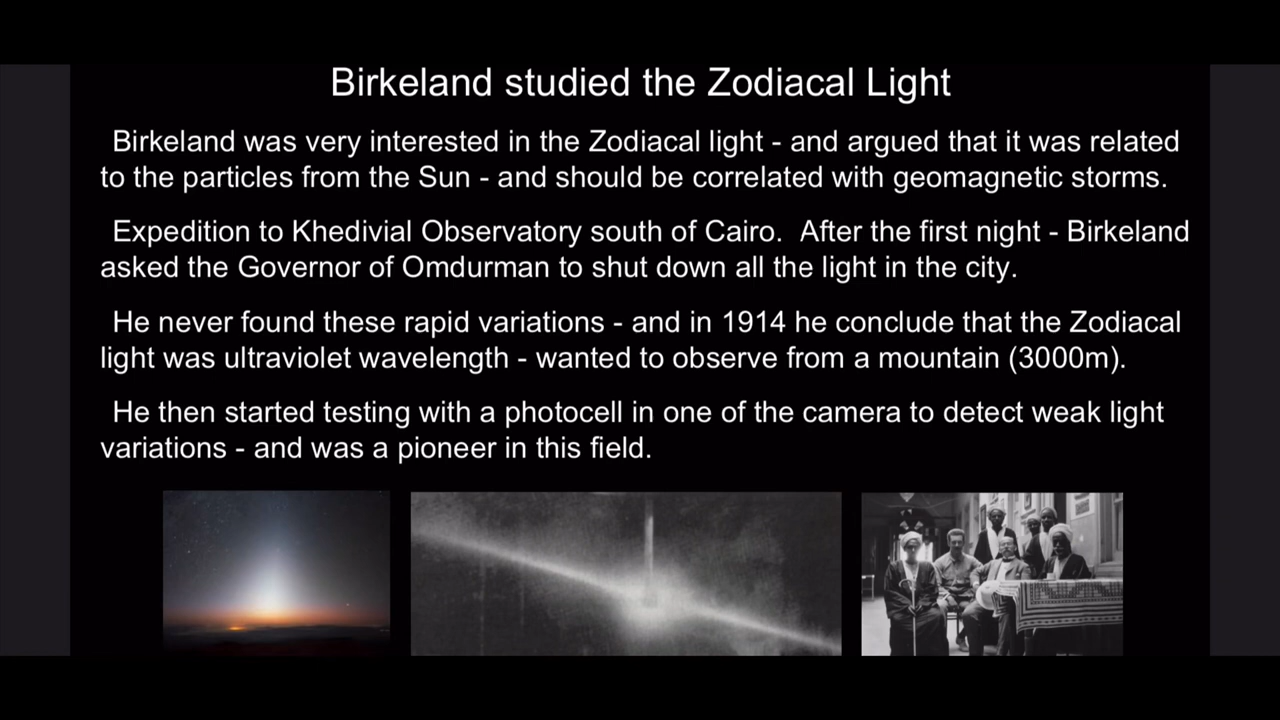 Birkeland studied the Zodiacal Light
Birkeland was very interested in the Zodiacal light - and argued that it was related
to the particles from the Sun - and should be correlated with geomagnetic storms.
Expedition to Khedivial Observatory south of Cairo. After the first night - Birkeland
asked the Governor of Omdurman to shut down all the light in the city.
He never found these rapid variations - and in 1914 he conclude that the Zodiacal
light was ultraviolet wavelength - wanted to observe from a mountain (3000m).
He then started testing with a photocell in one of the camera to detect weak light
variations - and was a pioneer in this field.